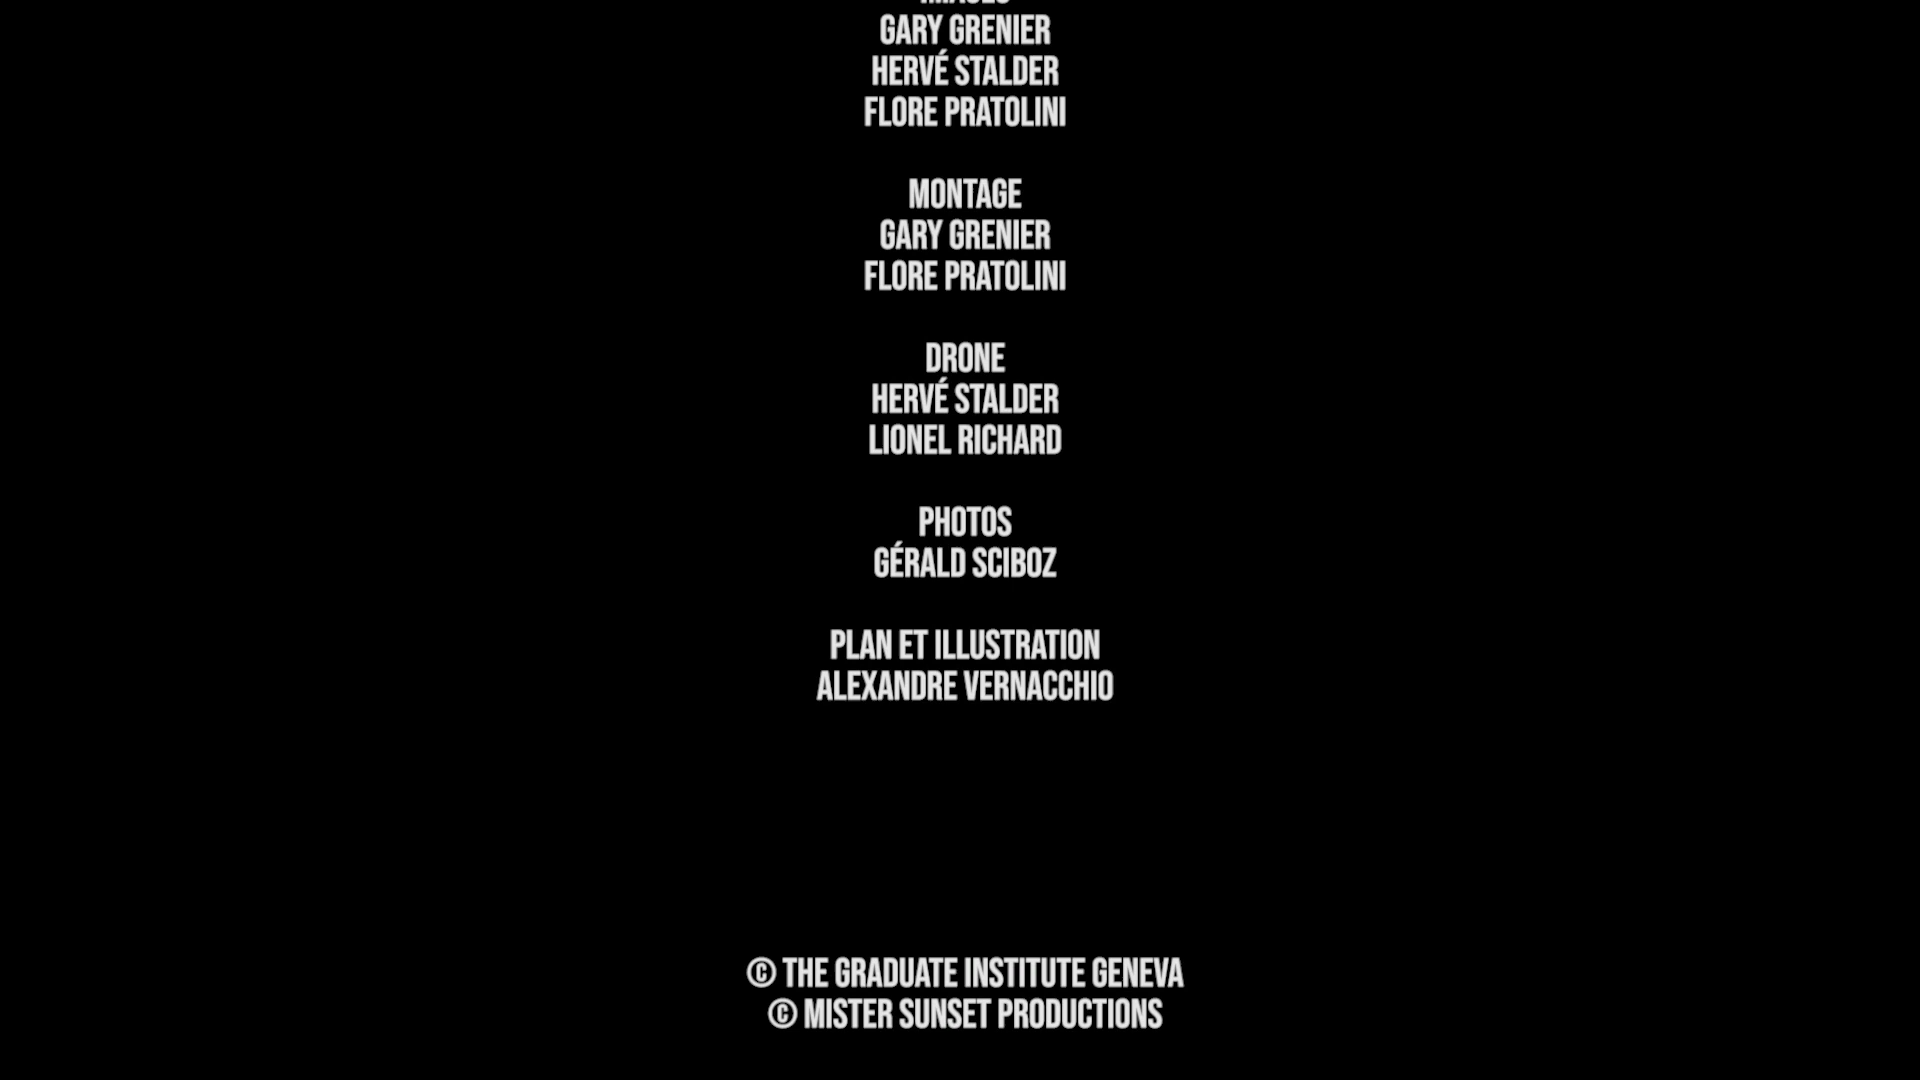 IMAGES
GARY GRENIER
HERVÉ STALDER
FLORE PRATOLINI
MONTAGE
GARY GRENIER
FLORE PRATOLINI
DRONE
HERVÉ STALDER
LIONEL RICHARD
PHOTOS
GÉRALD SCIBOZ
PLAN ET ILLUSTRATION
ALEXANDRE VERNACCHIO
© THE GRADUATE INSTITUTE GENEVA
© MISTER SUNSET PRODUCTIONS